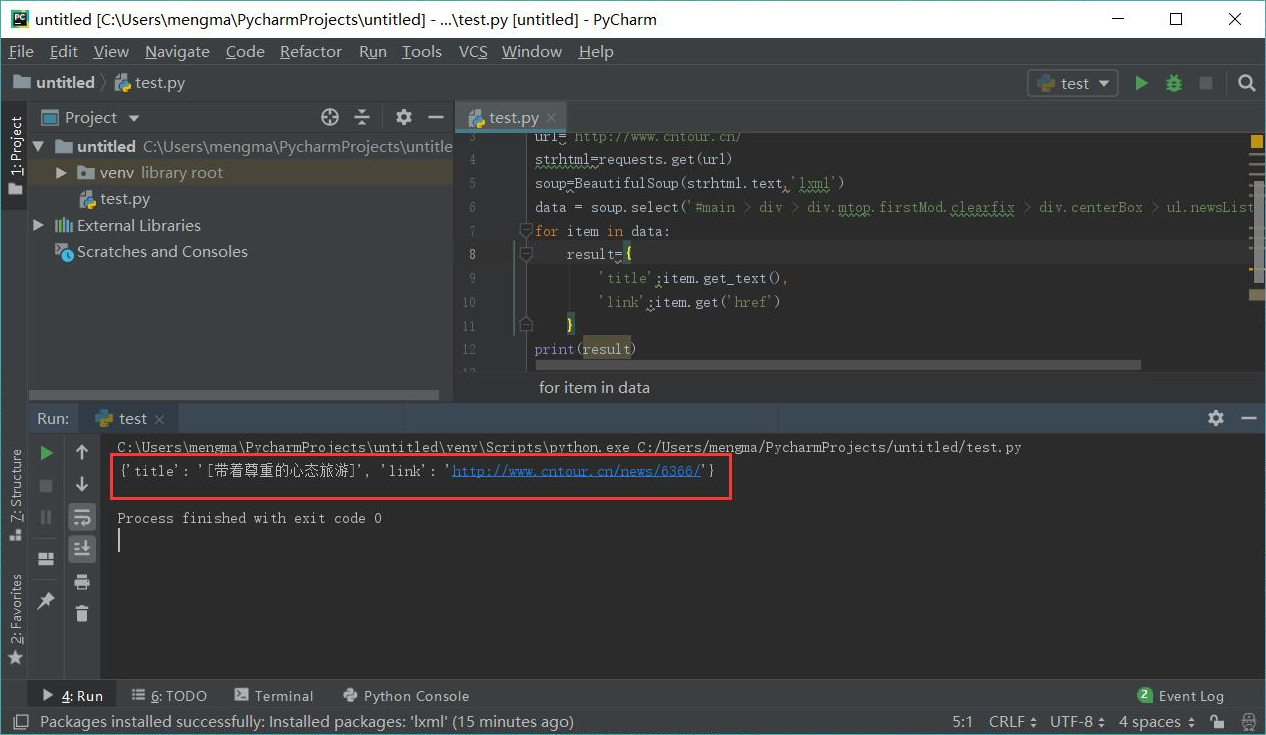 untitled [C:\Users\mengma\PycharmProjects\untitled] - ...\test.py [untitled] - PyCharm
File Edit View Navigate Code Refactor Run Tools VCS Window Help
untitled test.py test
Project
untitled C:\Users\mengma\PycharmProjects\untitle
venv library root
test.py
External Libraries
Scratches and Consoles
1: Project
7: Structure
2: Favorites
test.py
3 url='http://www.cntour.cn/
4 strhtml=requests.get(url)
5 soup=BeautifulSoup(strhtml.text,'lxml')
6 data = soup.select('#main > div > div.mtop.firstMod.clearfix > div.centerBox > ul.newsList
7 for item in data:
8 result={
9 'title':item.get_text(),
10 'link':item.get('href')
11 }
12 print(result)
for item in data
Run: test
C:\Users\mengma\PycharmProjects\untitled\venv\Scripts\python.exe C:/Users/mengma/PycharmProjects/untitled/test.py
{'title': '[带着尊重的心态旅游]', 'link': 'http://www.cntour.cn/news/6366/'}
Process finished with exit code 0
4: Run 6: TODO Terminal Python Console 2 Event Log
Packages installed successfully: Installed packages: 'lxml' (15 minutes ago) 5:1 CRLF UTF-8 4 spaces